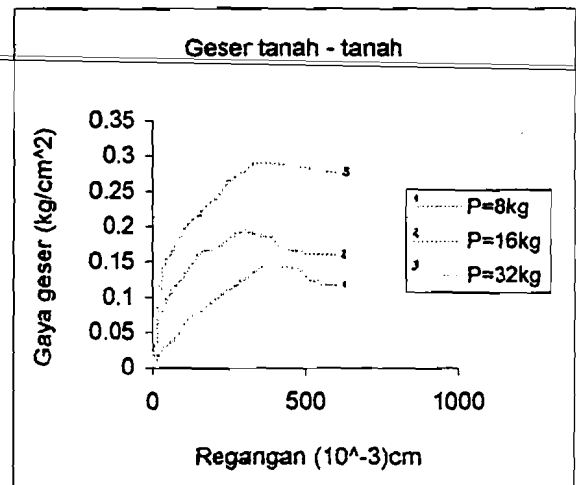 Geser tanah - tanah
Gaya geser (kg/cm^2)
0.35
0.3
0.25
0.2
0.15
0.1
0.05
0
0
500
1000
Regangan (10^-3)cm
3
2
1
1 P=8kg
2 P=16kg
3 P=32kg